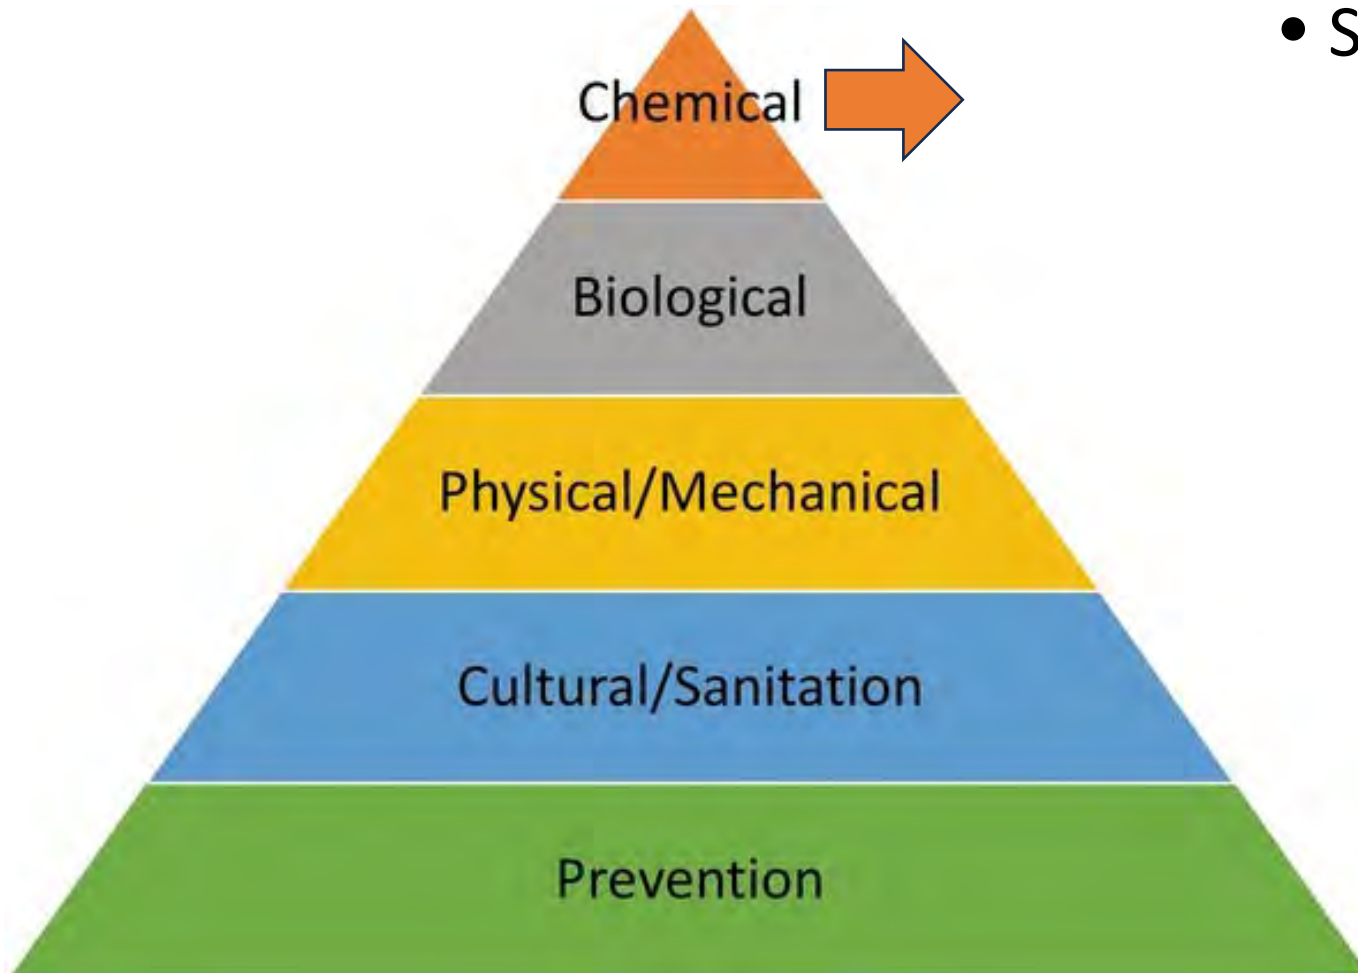 • S
Chemical
Biological
Physical/Mechanical
Cultural/Sanitation
Prevention